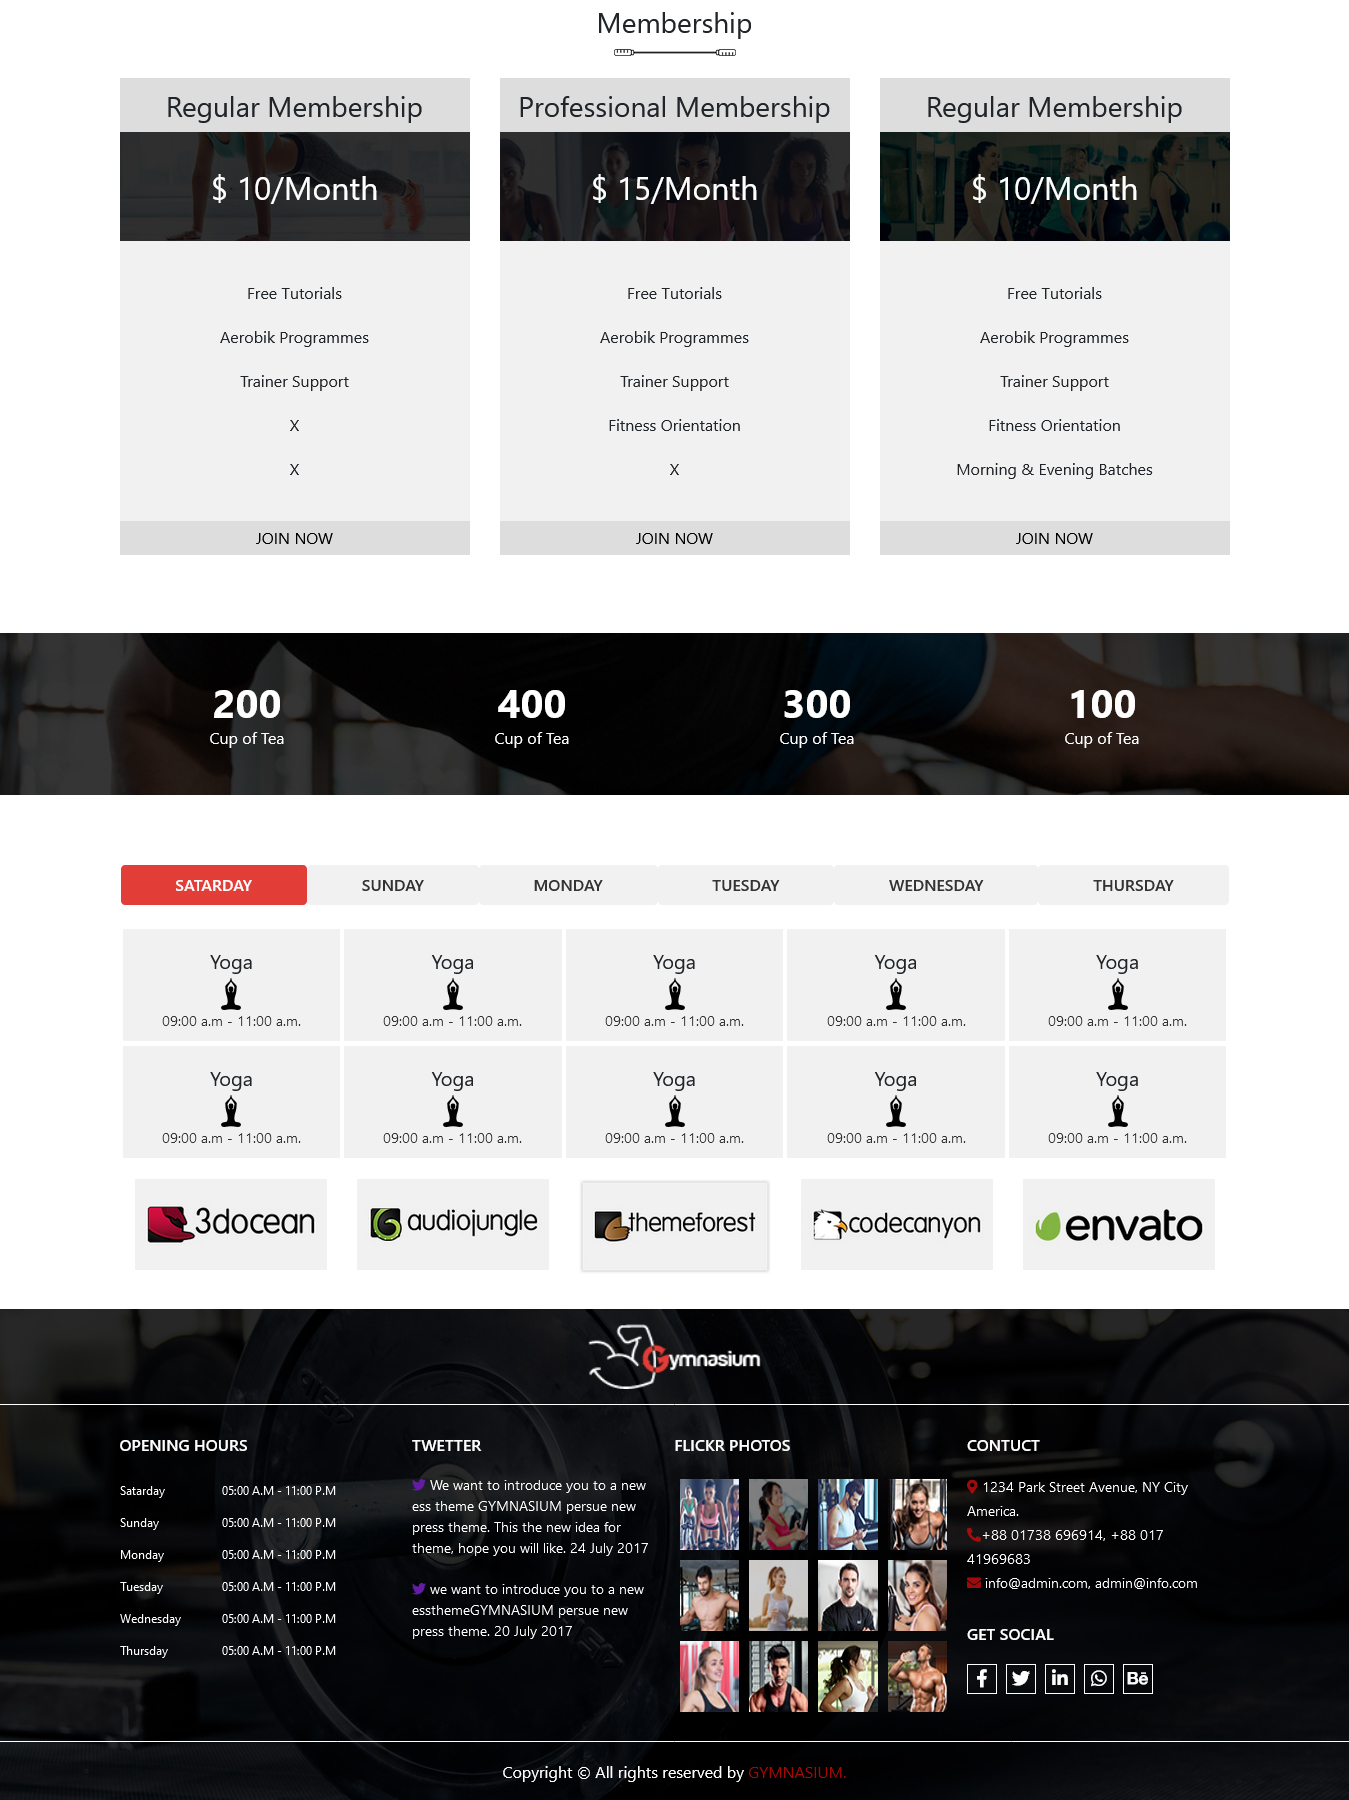 Membership
Regular Membership
$ 10/Month
Free Tutorials
Aerobik Programmes
Trainer Support
X
X
JOIN NOW
Professional Membership
$ 15/Month
Free Tutorials
Aerobik Programmes
Trainer Support
Fitness Orientation
X
JOIN NOW
Regular Membership
$ 10/Month
Free Tutorials
Aerobik Programmes
Trainer Support
Fitness Orientation
Morning & Evening Batches
JOIN NOW
200
Cup of Tea
400
Cup of Tea
300
Cup of Tea
100
Cup of Tea
SATARDAY SUNDAY MONDAY TUESDAY WEDNESDAY THURSDAY
Yoga Yoga Yoga Yoga Yoga
09:00 a.m - 11:00 a.m. 09:00 a.m - 11:00 a.m. 09:00 a.m - 11:00 a.m. 09:00 a.m - 11:00 a.m. 09:00 a.m - 11:00 a.m.
Yoga Yoga Yoga Yoga Yoga
09:00 a.m - 11:00 a.m. 09:00 a.m - 11:00 a.m. 09:00 a.m - 11:00 a.m. 09:00 a.m - 11:00 a.m. 09:00 a.m - 11:00 a.m.
3docean audiojungle themeforest codecanyon envato
Gymnasium
OPENING HOURS
Satarday 05:00 A.M - 11:00 P.M
Sunday 05:00 A.M - 11:00 P.M
Monday 05:00 A.M - 11:00 P.M
Tuesday 05:00 A.M - 11:00 P.M
Wednesday 05:00 A.M - 11:00 P.M
Thursday 05:00 A.M - 11:00 P.M
TWETTER
We want to introduce you to a new
ess theme GYMNASIUM persue new
press theme. This the new idea for
theme, hope you will like. 24 July 2017
we want to introduce you to a new
essthemeGYMNASIUM persue new
press theme. 20 July 2017
FLICKR PHOTOS
CONTUCT
1234 Park Street Avenue, NY City
America.
+88 01738 696914, +88 017
41969683
info@admin.com, admin@info.com
GET SOCIAL
Bē
Copyright © All rights reserved by GYMNASIUM.